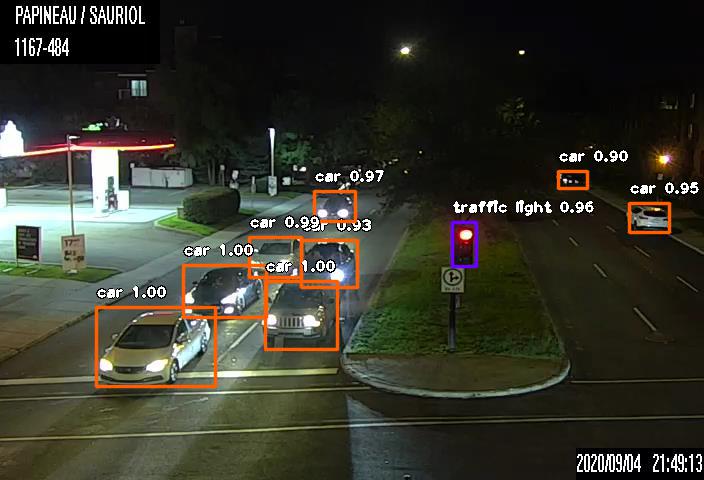 PAPINEAU / SAURIOL
1167-484
car 0.90
car 0.97
car 0.95
traffic light 0.96
car 0.99
car 0.93
car 1.00
car 1.00
car 1.00
17
2020/09/04 21:49:13